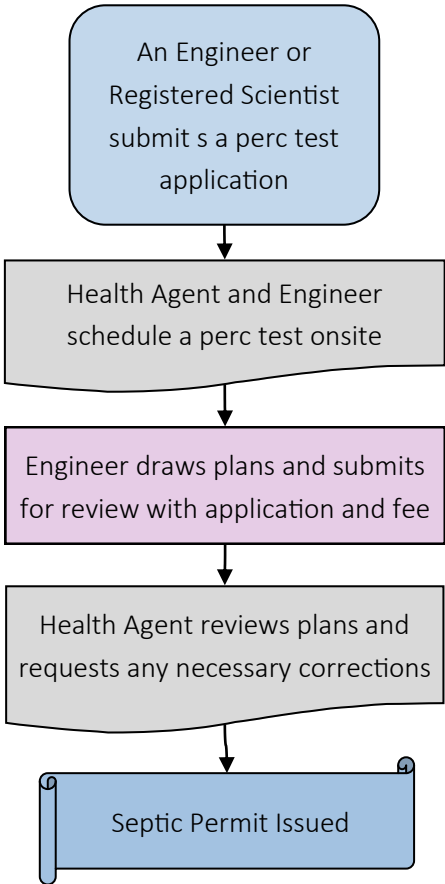 An Engineer or
Registered Scientist
submit s a perc test
application
Health Agent and Engineer
schedule a perc test onsite
Engineer draws plans and submits
for review with application and fee
Health Agent reviews plans and
requests any necessary corrections
Septic Permit Issued